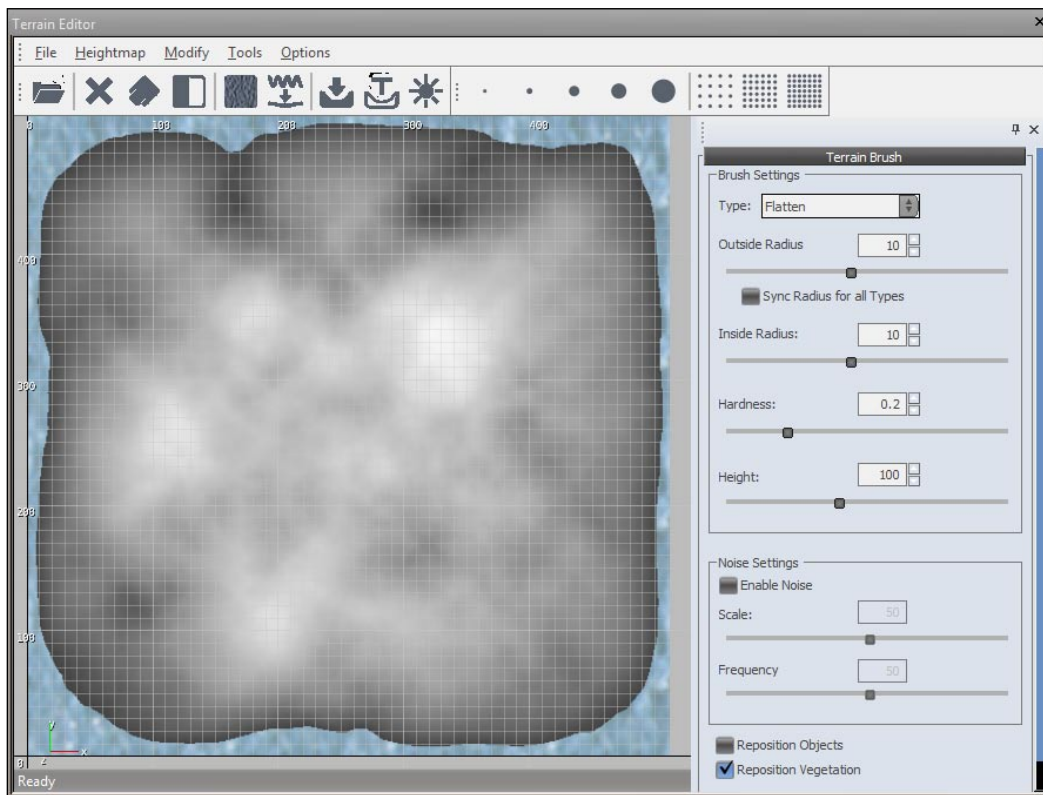 Terrain Editor
File Heightmap Modify Tools Options
0 100 200 300 400
400
300
200
100
0
y
x
z
Ready
Terrain Brush
Brush Settings
Type: Flatten
Outside Radius 10
Sync Radius for all Types
Inside Radius: 10
Hardness: 0.2
Height: 100
Noise Settings
Enable Noise
Scale: 50
Frequency 50
Reposition Objects
Reposition Vegetation